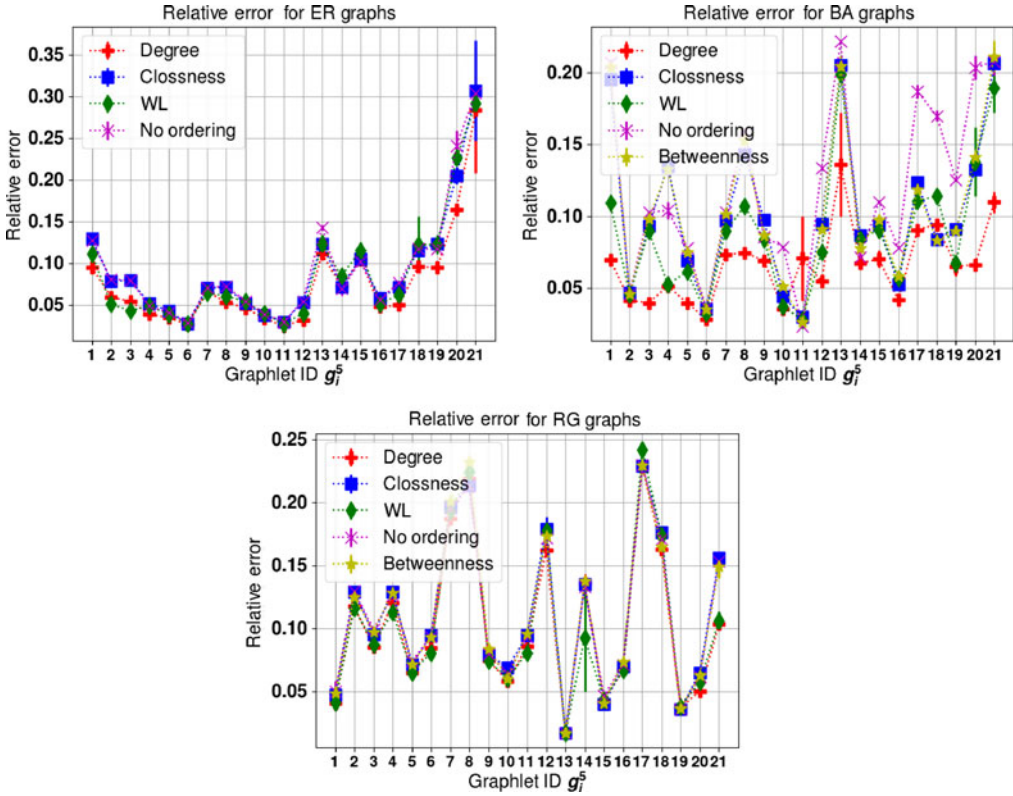 Relative error for ER graphs
Relative error
0.35
0.30
0.25
0.20
0.15
0.10
0.05
Degree
Clossness
WL
No ordering
1 2 3 4 5 6 7 8 9 10 11 12 13 14 15 16 17 18 19 20 21
Graphlet ID g_i^5
Relative error for BA graphs
Relative error
0.20
0.15
0.10
0.05
Degree
Clossness
WL
No ordering
Betweenness
1 2 3 4 5 6 7 8 9 10 11 12 13 14 15 16 17 18 19 20 21
Graphlet ID g_i^5
Relative error for RG graphs
Relative error
0.25
0.20
0.15
0.10
0.05
Degree
Clossness
WL
No ordering
Betweenness
1 2 3 4 5 6 7 8 9 10 11 12 13 14 15 16 17 18 19 20 21
Graphlet ID g_i^5